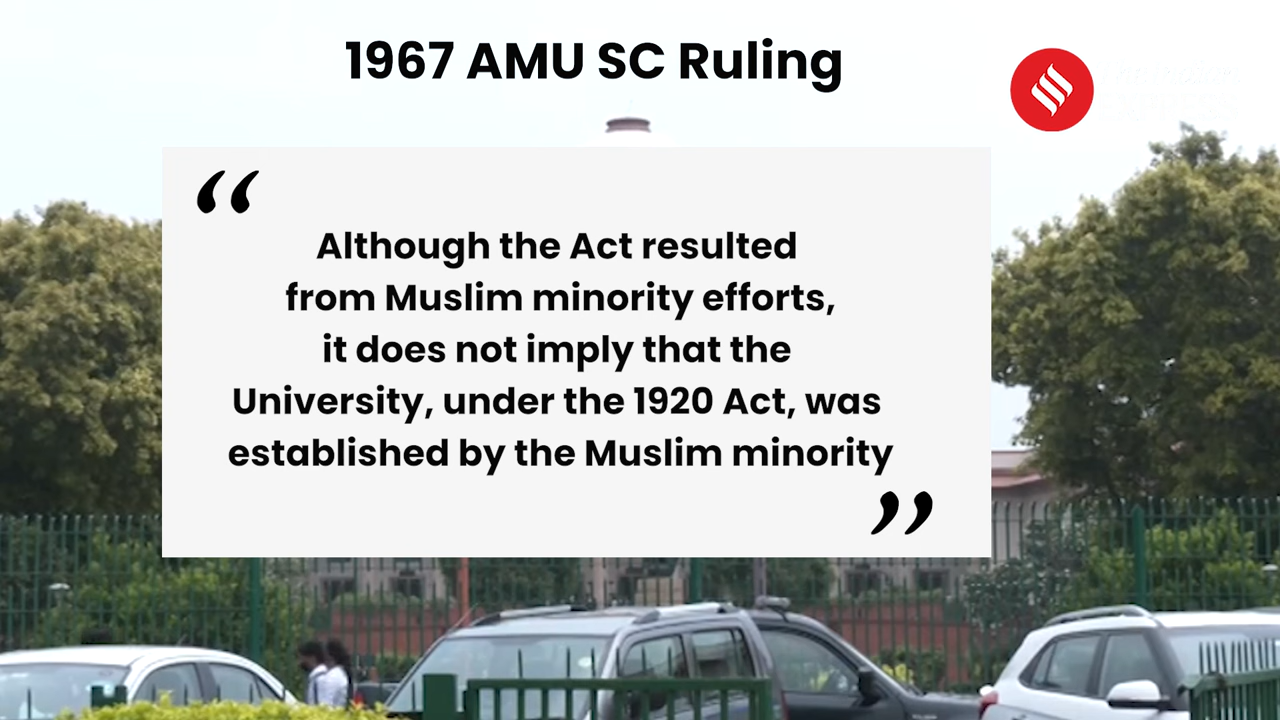 1967 AMU SC Ruling
“
Although the Act resulted
from Muslim minority efforts,
it does not imply that the
University, under the 1920 Act, was
established by the Muslim minority
”